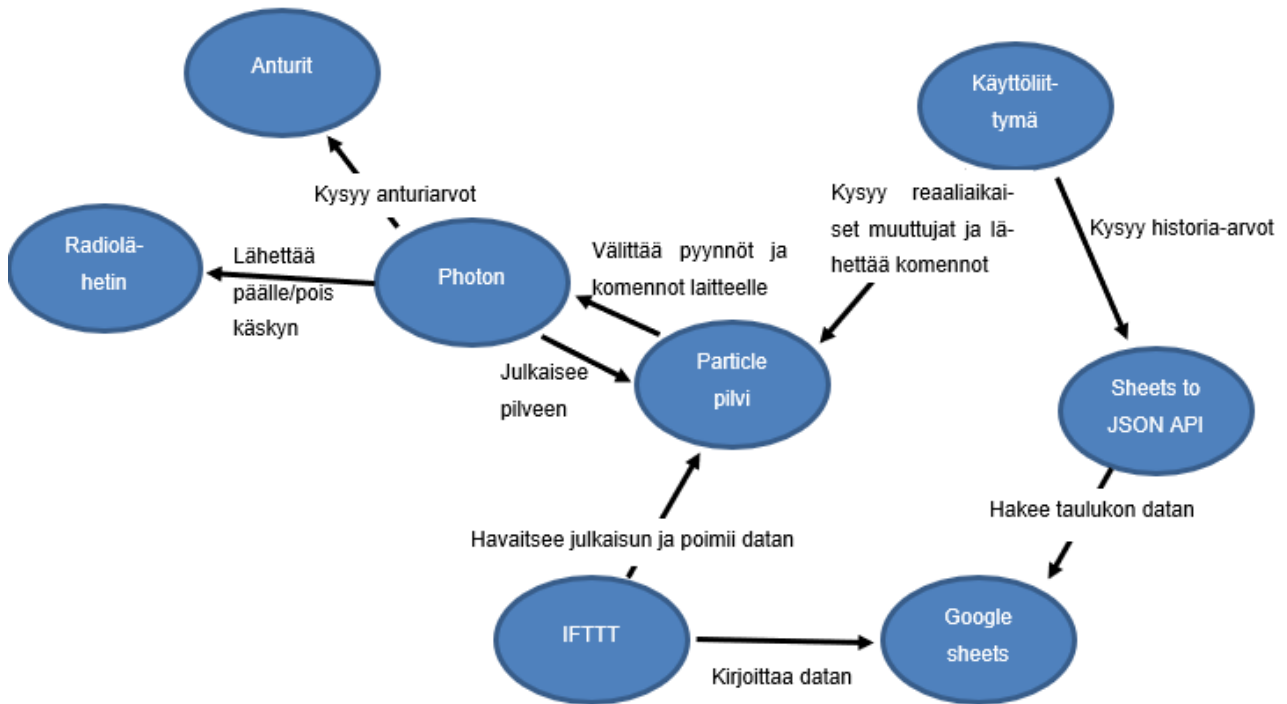 Anturit
Käyttöliit-
tymä
Kysyy anturiarvot
Kysyy reaaliaikai-
set muuttujat ja lä-
hettää komennot
Kysyy historia-arvot
Radiolä-
hetin
Lähettää
päälle/pois
käskyn
Photon
Välittää pyynnöt ja
komennot laitteelle
Julkaisee
pilveen
Particle
pilvi
Sheets to
JSON API
Hakee taulukon datan
Havaitsee julkaisun ja poimii datan
IFTTT
Kirjoittaa datan
Google
sheets